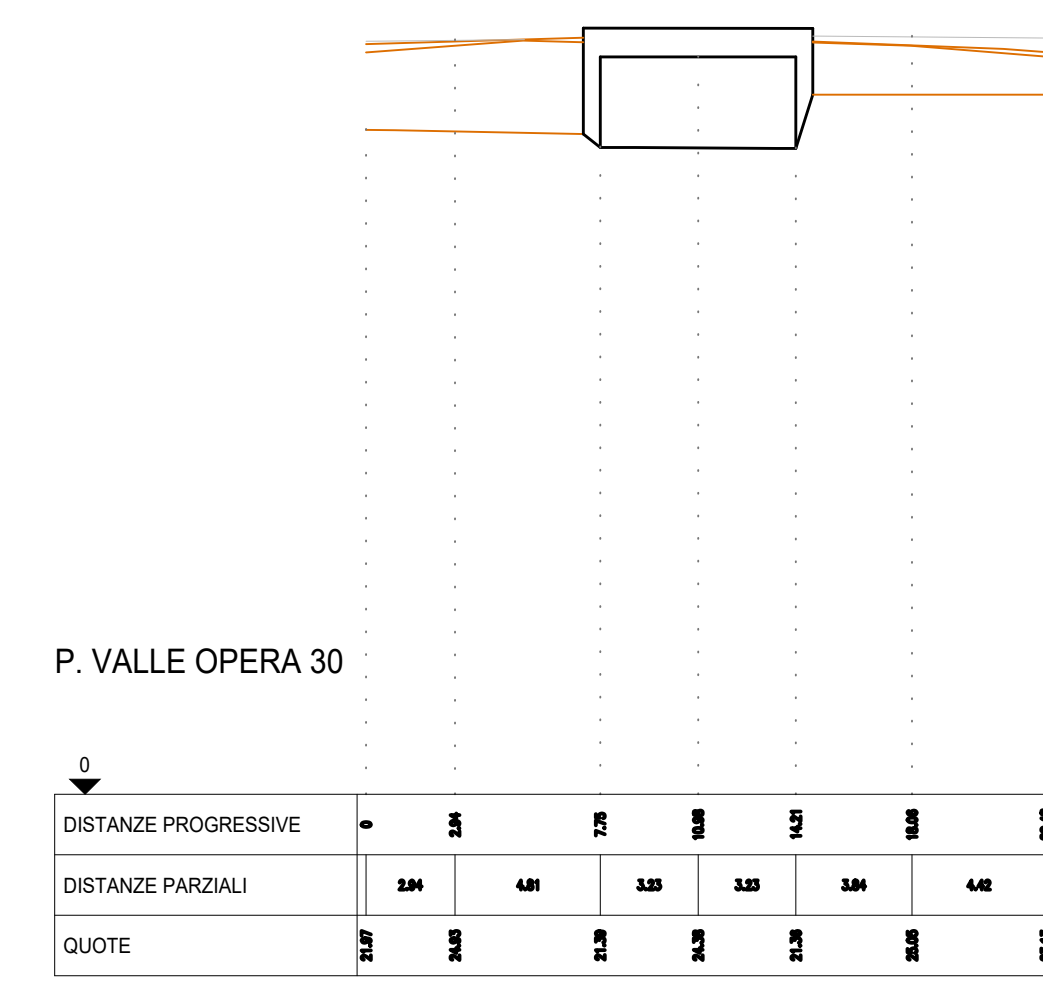 P. VALLE OPERA 30
0
DISTANZE PROGRESSIVE 0 2.94 7.75 10.98 14.21 18.06
DISTANZE PARZIALI 2.94 4.81 3.23 3.23 3.84 4.42
QUOTE 21.97 24.93 21.39 24.38 21.36 25.05